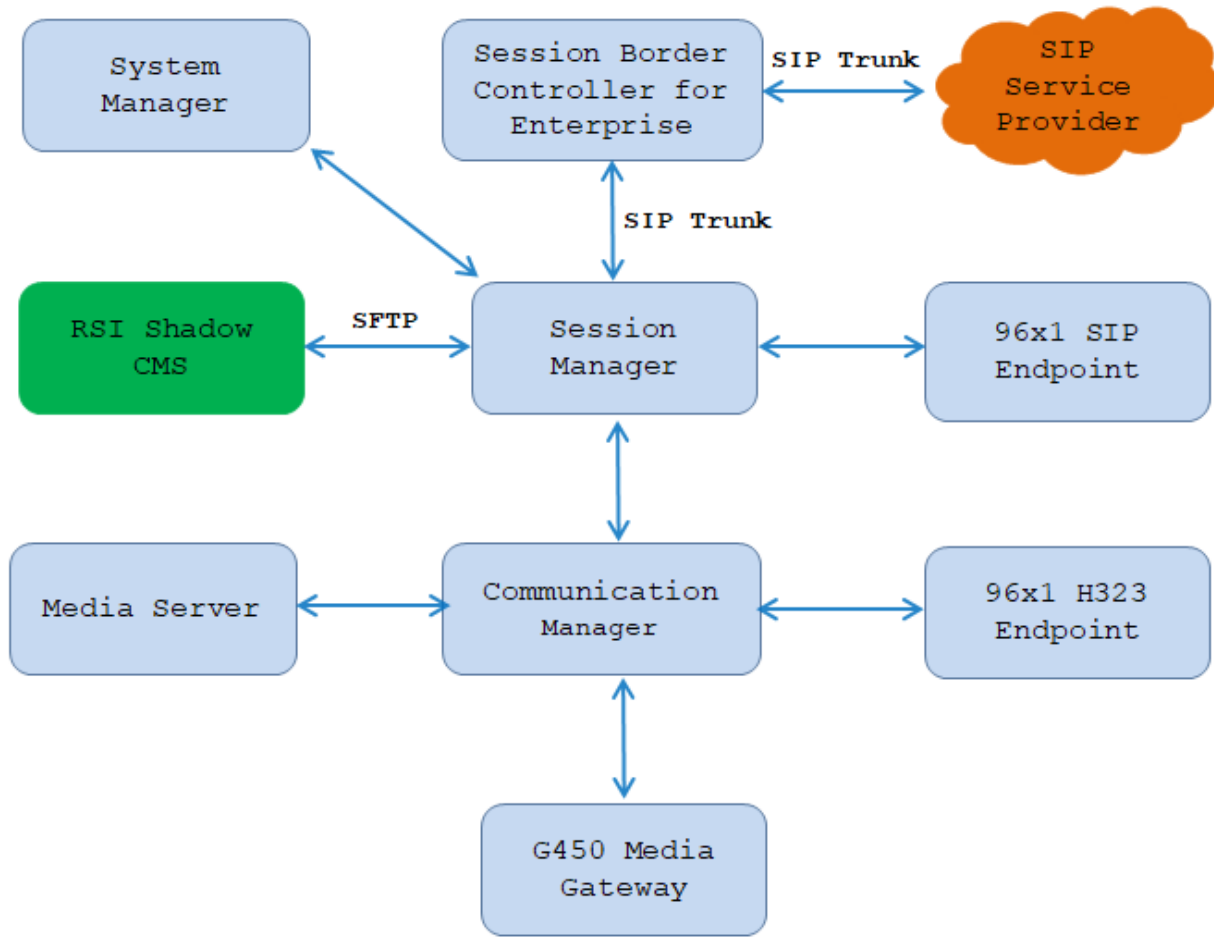 System
Manager
Session Border
Controller for
Enterprise
SIP Trunk
SIP
Service
Provider
SIP Trunk
RSI Shadow
CMS
SFTP
Session
Manager
96x1 SIP
Endpoint
Media Server
Communication
Manager
96x1 H323
Endpoint
G450 Media
Gateway